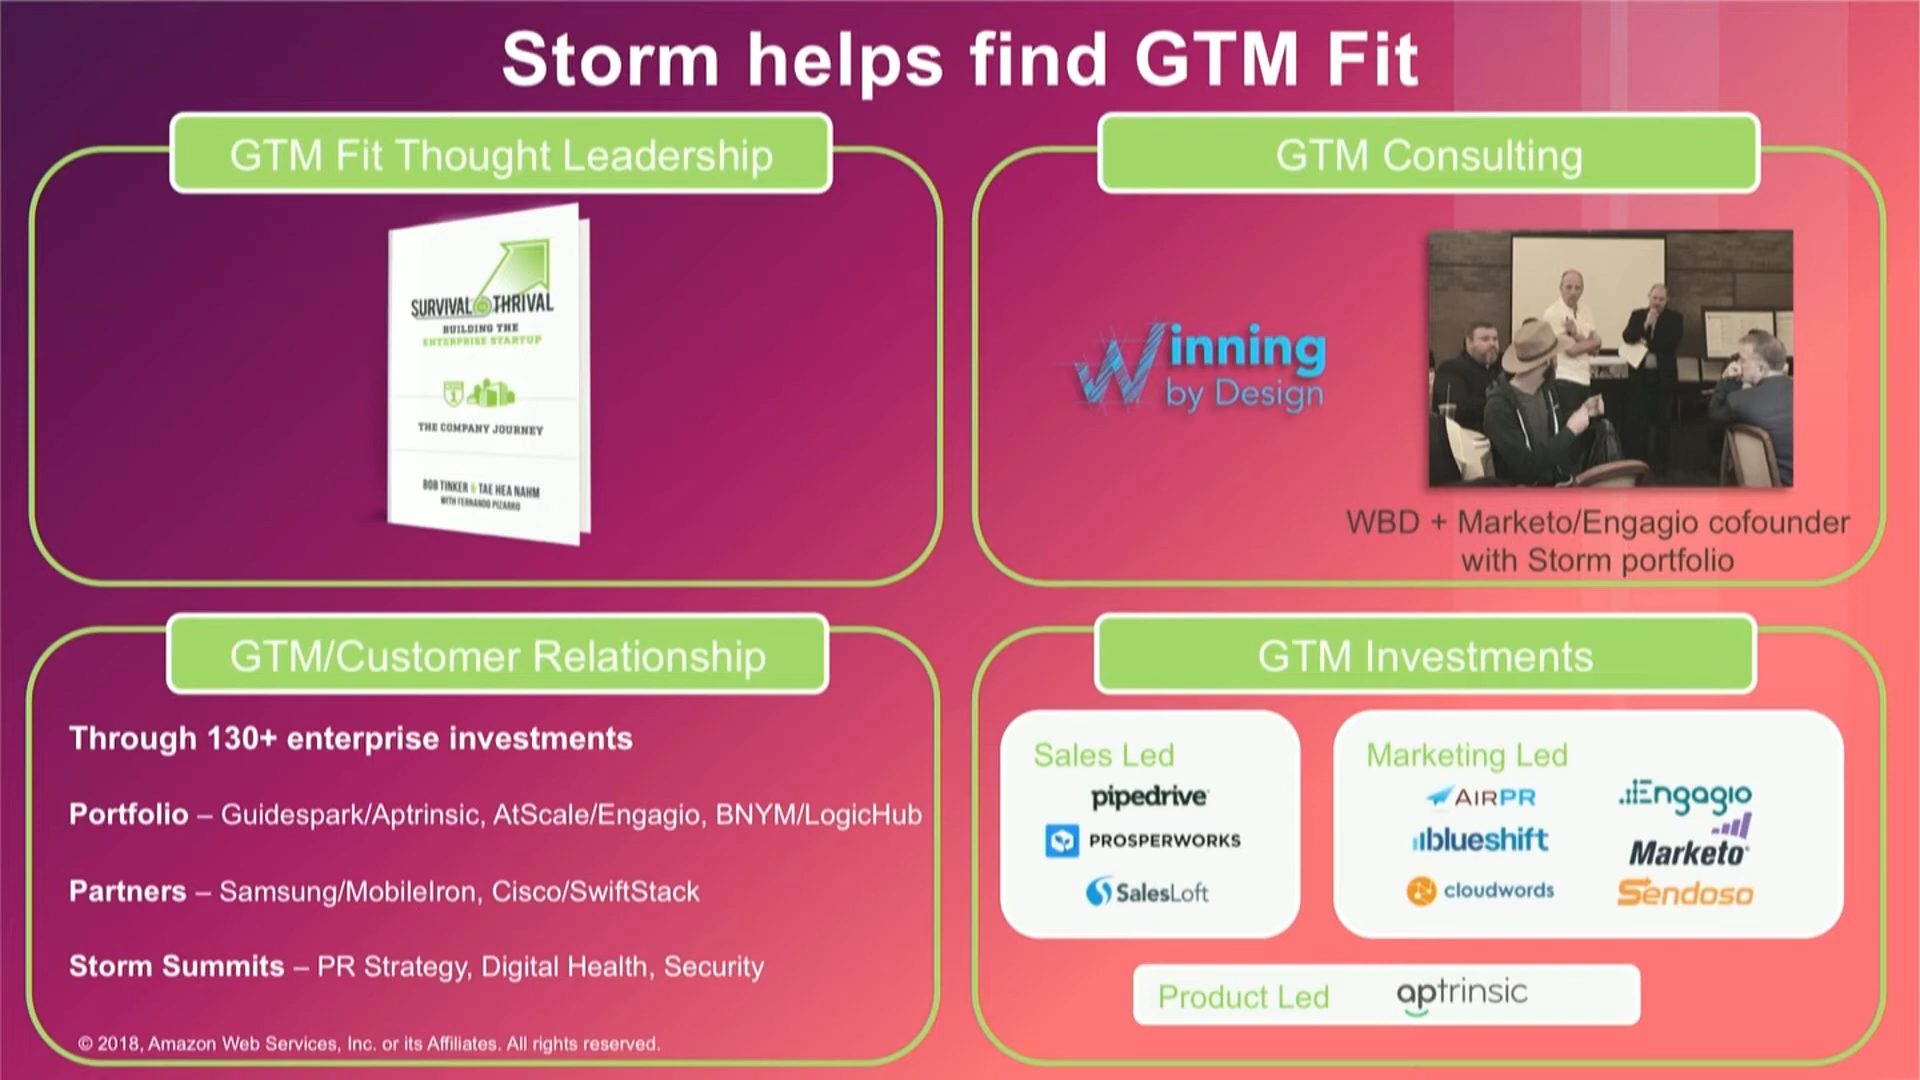 Storm helps find GTM Fit
GTM Fit Thought Leadership
SURVIVAL TO THRIVAL
BUILDING THE
ENTERPRISE STARTUP
1
THE COMPANY JOURNEY
BOB TINKER & TAE HEA NAHM
WITH FERNANDO PIZARRO
GTM Consulting
Winning
by Design
WBD + Marketo/Engagio cofounder
with Storm portfolio
GTM/Customer Relationship
Through 130+ enterprise investments
Portfolio – Guidespark/Aptrinsic, AtScale/Engagio, BNYM/LogicHub
Partners – Samsung/MobileIron, Cisco/SwiftStack
Storm Summits – PR Strategy, Digital Health, Security
© 2018, Amazon Web Services, Inc. or its Affiliates. All rights reserved.
GTM Investments
Sales Led
pipedrive
PROSPERWORKS
SalesLoft
Marketing Led
AIRPR
blueshift
cloudwords
Engagio
Marketo
Sendoso
Product Led
aptrinsic